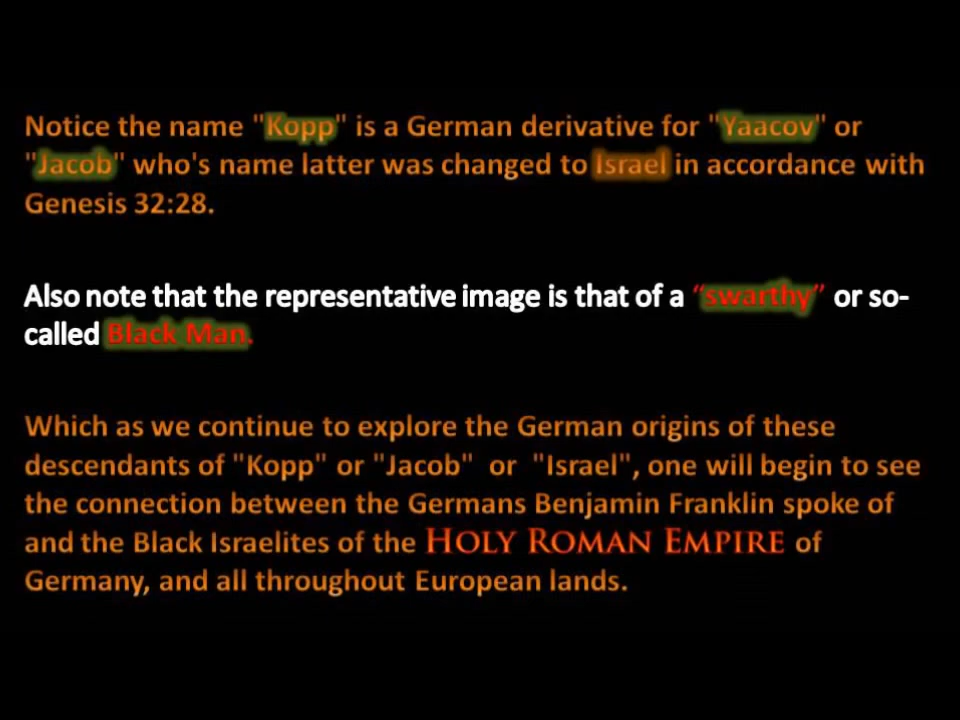 Notice the name "Kopp" is a German derivative for "Yaacov" or
"Jacob" who's name latter was changed to Israel in accordance with
Genesis 32:28.
Also note that the representative image is that of a “swarthy” or so-
called Black Man.
Which as we continue to explore the German origins of these
descendants of "Kopp" or "Jacob" or "Israel", one will begin to see
the connection between the Germans Benjamin Franklin spoke of
and the Black Israelites of the HOLY ROMAN EMPIRE of
Germany, and all throughout European lands.